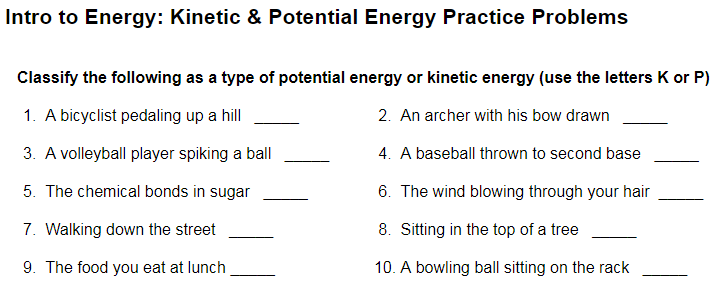 Intro to Energy: Kinetic & Potential Energy Practice Problems
Classify the following as a type of potential energy or kinetic energy (use the letters K or P)
1. A bicyclist pedaling up a hill _____ 2. An archer with his bow drawn _____
3. A volleyball player spiking a ball _____ 4. A baseball thrown to second base _____
5. The chemical bonds in sugar _____ 6. The wind blowing through your hair _____
7. Walking down the street _____ 8. Sitting in the top of a tree _____
9. The food you eat at lunch _____ 10. A bowling ball sitting on the rack _____